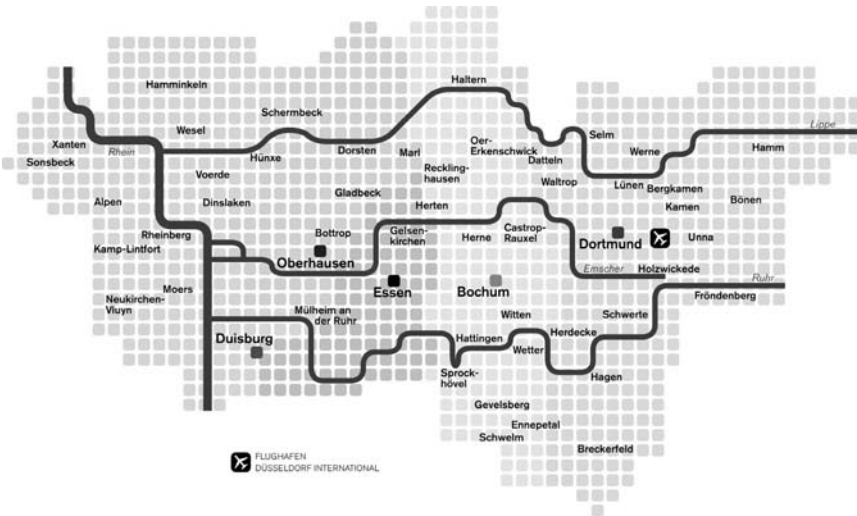 Haltern
Hamminkeln
Schermbeck
Lippe
Wesel
Selm
Xanten
Rhein
Oer-
Erkenschwick
Werne
Hamm
Hünxe
Dorsten
Marl
Datteln
Sonsbeck
Voerde
Reckling-
hausen
Waltrop
Lünen
Bergkamen
Gladbeck
Alpen
Dinslaken
Herten
Kamen
Bönen
Rheinberg
Bottrop
Gelsen-
kirchen
Herne
Castrop-
Rauxel
Dortmund
Unna
Kamp-Lintfort
Oberhausen
Emscher
Holzwickede
Ruhr
Moers
Essen
Bochum
Neukirchen-
Vluyn
Fröndenberg
Mülheim an
der Ruhr
Witten
Schwerte
Duisburg
Hattingen
Herdecke
Wetter
Sprock-
hövel
Hagen
Gevelsberg
Ennepetal
Schwelm
Breckerfeld
FLUGHAFEN
DÜSSELDORF INTERNATIONAL